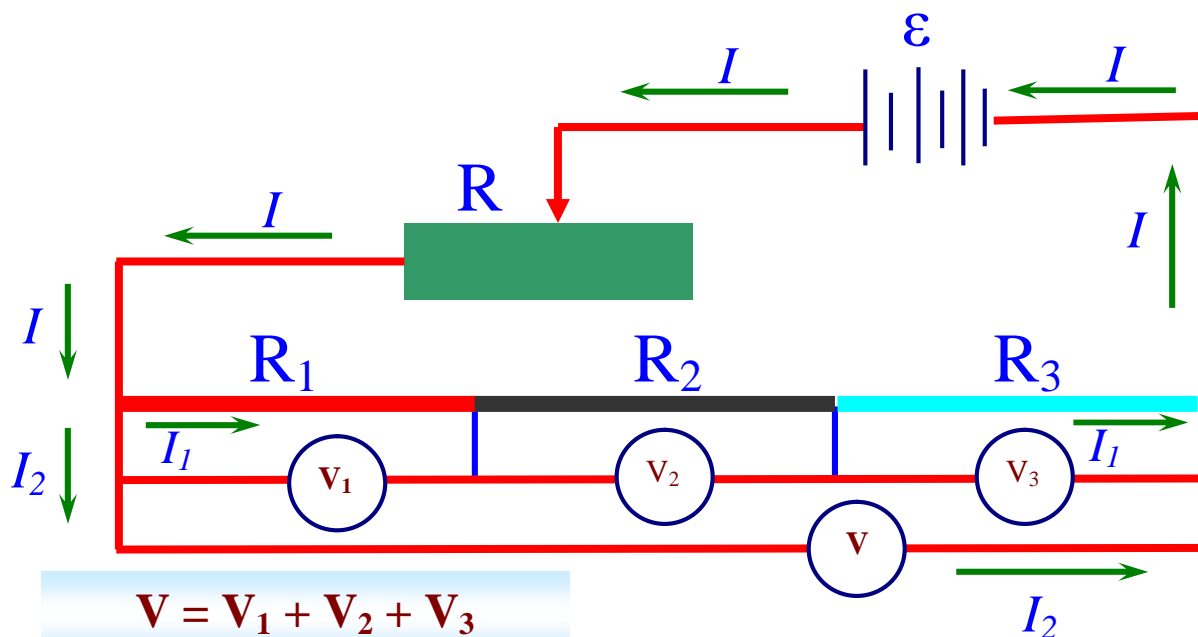 ε
I I
R
I I
I
R₁ R₂ R₃
I₁ I₁
I₂ V₁ V₂ V₃
V
V = V₁ + V₂ + V₃ I₂